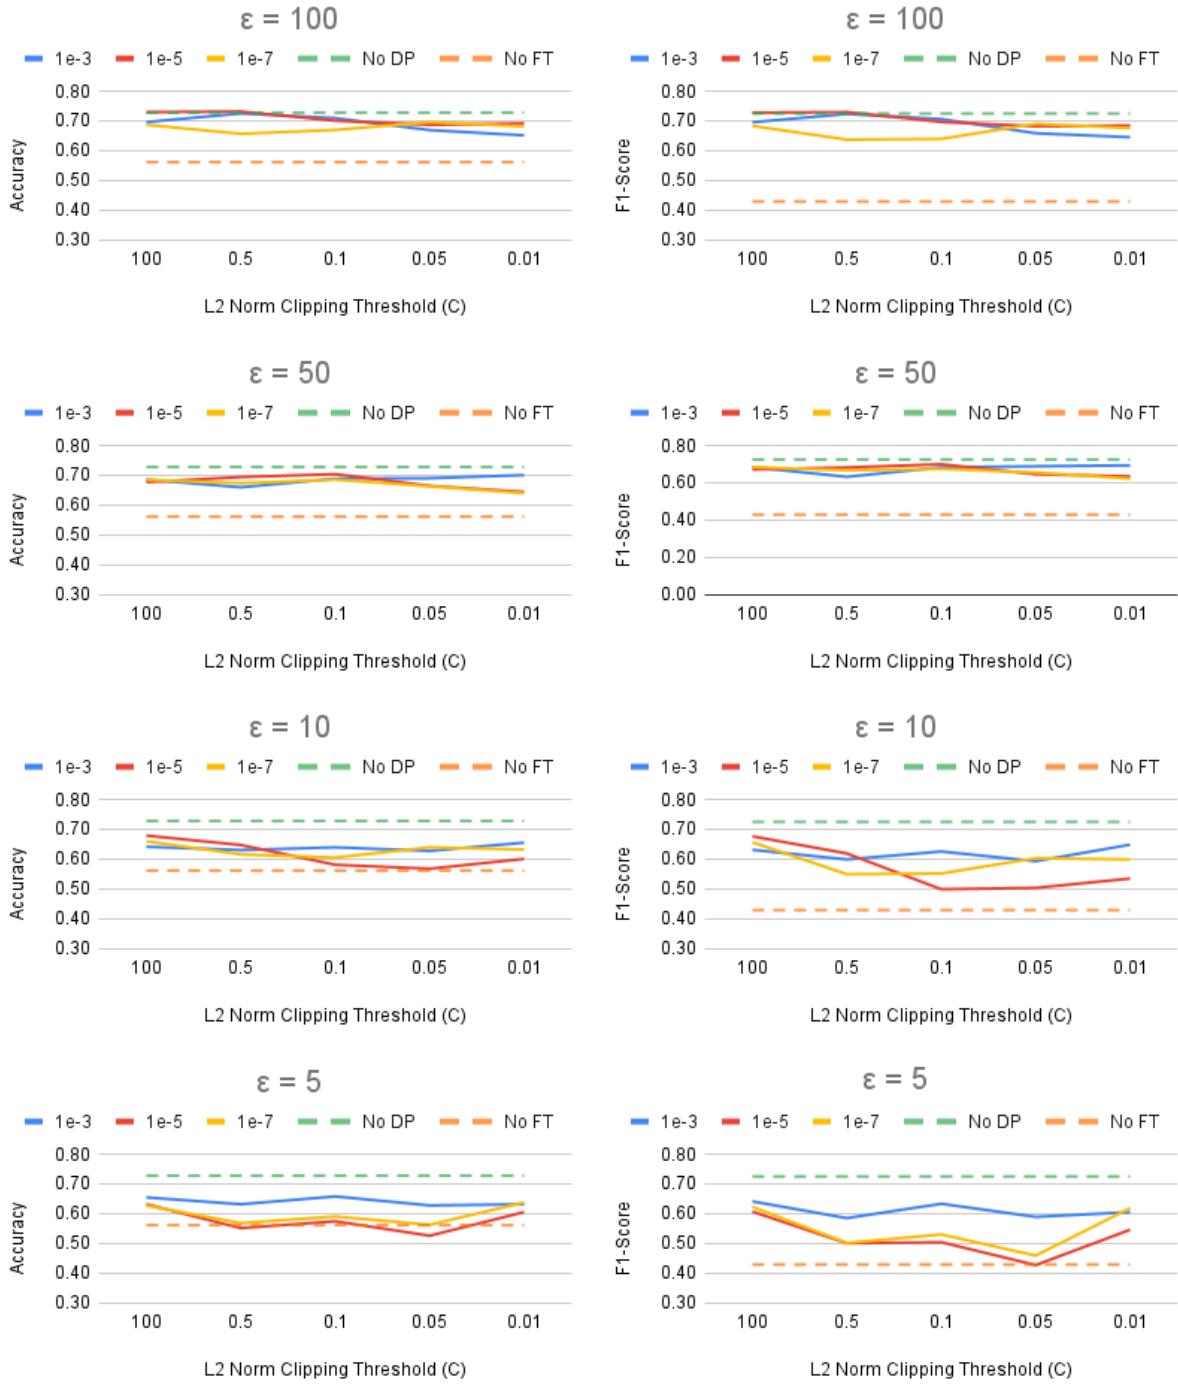 ε = 100
1e-3 1e-5 1e-7 No DP No FT
Accuracy
0.80
0.70
0.60
0.50
0.40
0.30
100 0.5 0.1 0.05 0.01
L2 Norm Clipping Threshold (C)
ε = 100
1e-3 1e-5 1e-7 No DP No FT
F1-Score
0.80
0.70
0.60
0.50
0.40
0.30
100 0.5 0.1 0.05 0.01
L2 Norm Clipping Threshold (C)
ε = 50
1e-3 1e-5 1e-7 No DP No FT
Accuracy
0.80
0.70
0.60
0.50
0.40
0.30
100 0.5 0.1 0.05 0.01
L2 Norm Clipping Threshold (C)
ε = 50
1e-3 1e-5 1e-7 No DP No FT
F1-Score
0.80
0.60
0.40
0.20
0.00
100 0.5 0.1 0.05 0.01
L2 Norm Clipping Threshold (C)
ε = 10
1e-3 1e-5 1e-7 No DP No FT
Accuracy
0.80
0.70
0.60
0.50
0.40
0.30
100 0.5 0.1 0.05 0.01
L2 Norm Clipping Threshold (C)
ε = 10
1e-3 1e-5 1e-7 No DP No FT
F1-Score
0.80
0.70
0.60
0.50
0.40
0.30
100 0.5 0.1 0.05 0.01
L2 Norm Clipping Threshold (C)
ε = 5
1e-3 1e-5 1e-7 No DP No FT
Accuracy
0.80
0.70
0.60
0.50
0.40
0.30
100 0.5 0.1 0.05 0.01
L2 Norm Clipping Threshold (C)
ε = 5
1e-3 1e-5 1e-7 No DP No FT
F1-Score
0.80
0.70
0.60
0.50
0.40
0.30
100 0.5 0.1 0.05 0.01
L2 Norm Clipping Threshold (C)